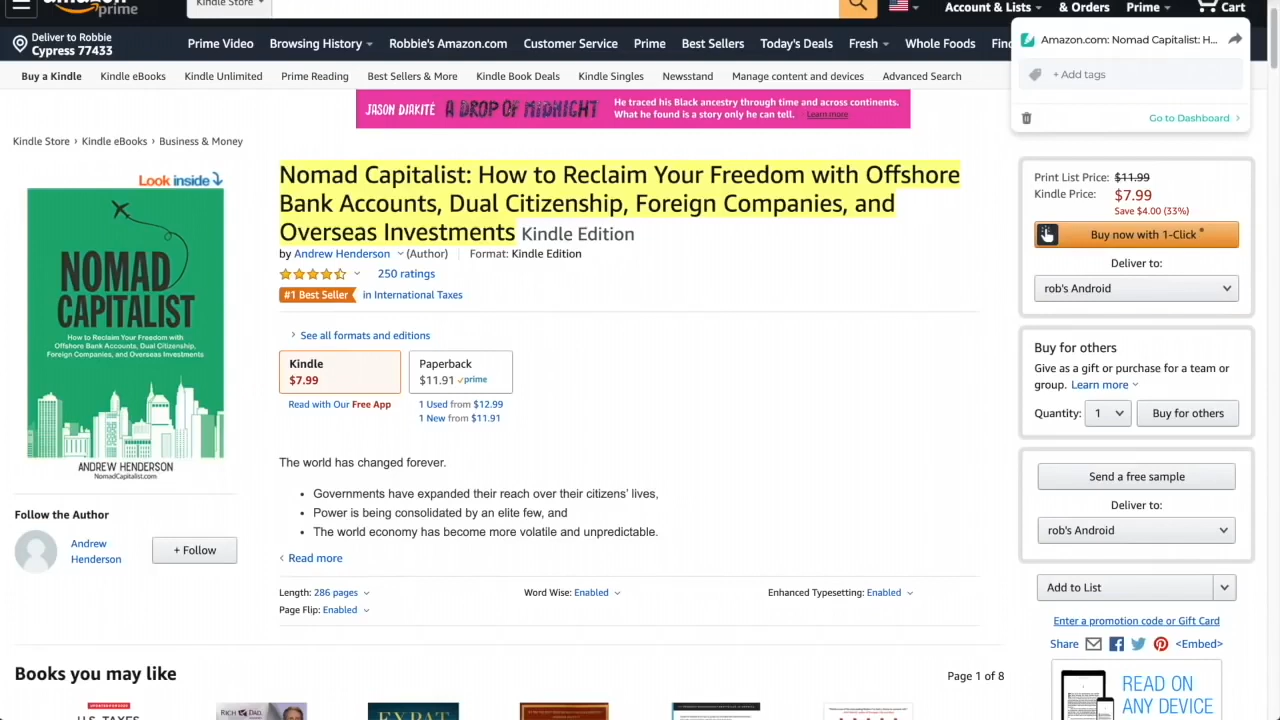 prime
Kindle Store
Account & Lists
& Orders
Prime
Cart
Deliver to Robbie
Cypress 77433
Prime Video
Browsing History
Robbie's Amazon.com
Customer Service
Prime
Best Sellers
Today's Deals
Fresh
Whole Foods
Amazon.com: Nomad Capitalist: H...
+ Add tags
Go to Dashboard
Buy a Kindle
Kindle eBooks
Kindle Unlimited
Prime Reading
Best Sellers & More
Kindle Book Deals
Kindle Singles
Newsstand
Manage content and devices
Advanced Search
JASON DIAKITÉ A DROP OF MIDNIGHT
He traced his Black ancestry through time and across continents.
What he found is a story only he can tell. Learn more
Kindle Store › Kindle eBooks › Business & Money
Look inside
NOMAD
CAPITALIST
How to Reclaim Your Freedom with
Offshore Bank Accounts, Dual Citizenship,
Foreign Companies, and Overseas Investments
ANDREW HENDERSON
NomadCapitalist.com
Follow the Author
Andrew
Henderson
+ Follow
Nomad Capitalist: How to Reclaim Your Freedom with Offshore
Bank Accounts, Dual Citizenship, Foreign Companies, and
Overseas Investments Kindle Edition
by Andrew Henderson (Author) Format: Kindle Edition
250 ratings
#1 Best Seller in International Taxes
See all formats and editions
Kindle
$7.99
Read with Our Free App
Paperback
$11.91 prime
1 Used from $12.99
1 New from $11.91
The world has changed forever.
• Governments have expanded their reach over their citizens' lives,
• Power is being consolidated by an elite few, and
• The world economy has become more volatile and unpredictable.
Read more
Length: 286 pages
Word Wise: Enabled
Enhanced Typesetting: Enabled
Page Flip: Enabled
Print List Price: $11.99
Kindle Price: $7.99
Save $4.00 (33%)
Buy now with 1-Click ®
Deliver to:
rob's Android
Buy for others
Give as a gift or purchase for a team or
group. Learn more
Quantity: 1
Buy for others
Send a free sample
Deliver to:
rob's Android
Add to List
Enter a promotion code or Gift Card
Share <Embed>
READ ON
ANY DEVICE
Books you may like
Page 1 of 8
U.S. TAXES
RICH DAD
EXPAT